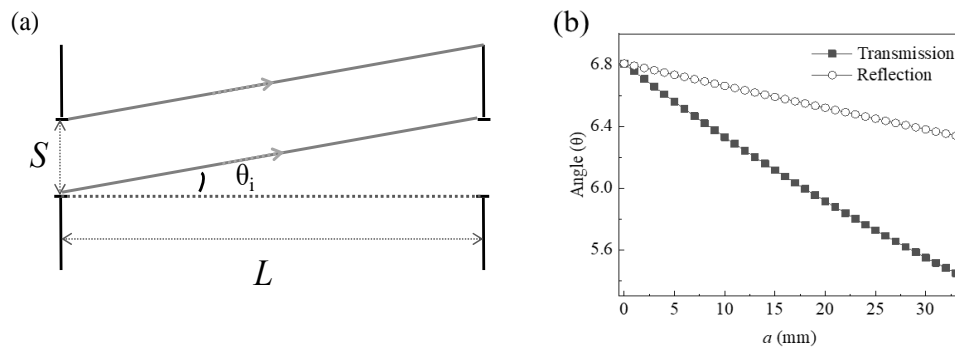 (a)
S
θi
L
(b)
Transmission
Reflection
Angle (θ)
6.8
6.4
6.0
5.6
0 5 10 15 20 25 30
a (mm)